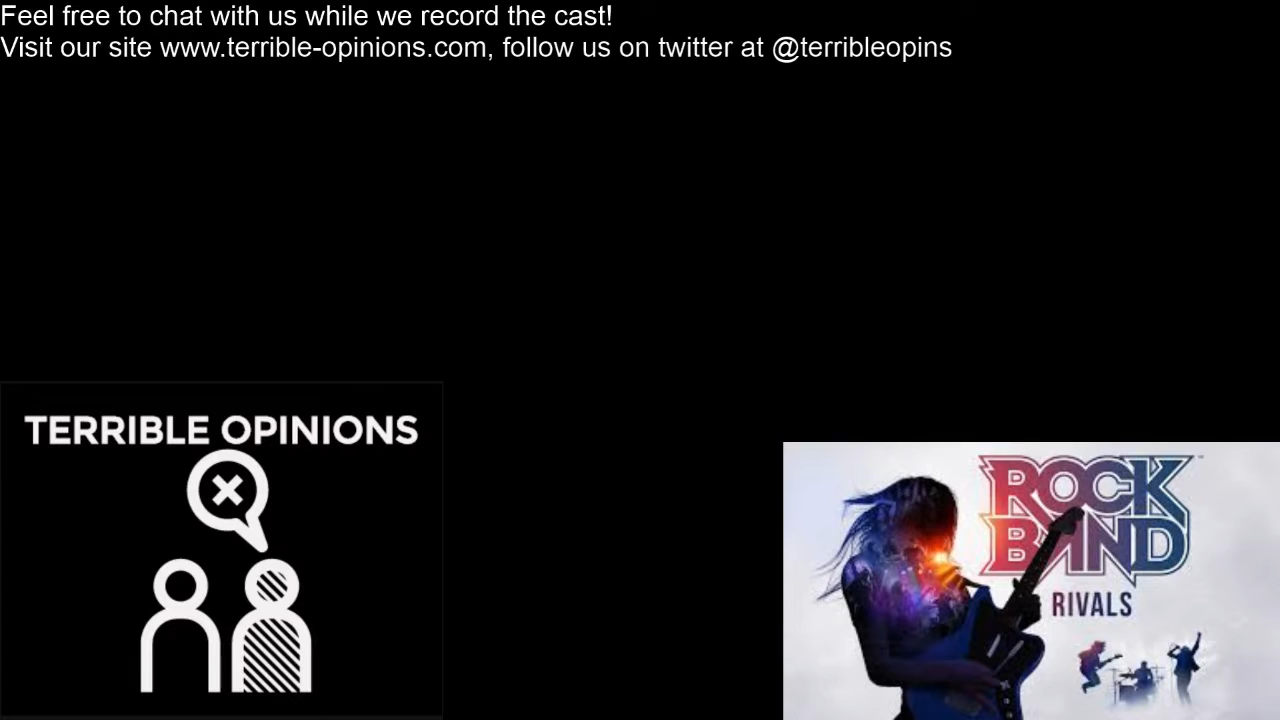 Feel free to chat with us while we record the cast!
Visit our site www.terrible-opinions.com, follow us on twitter at @terribleopins
TERRIBLE OPINIONS
ROCK
BAND
RIVALS